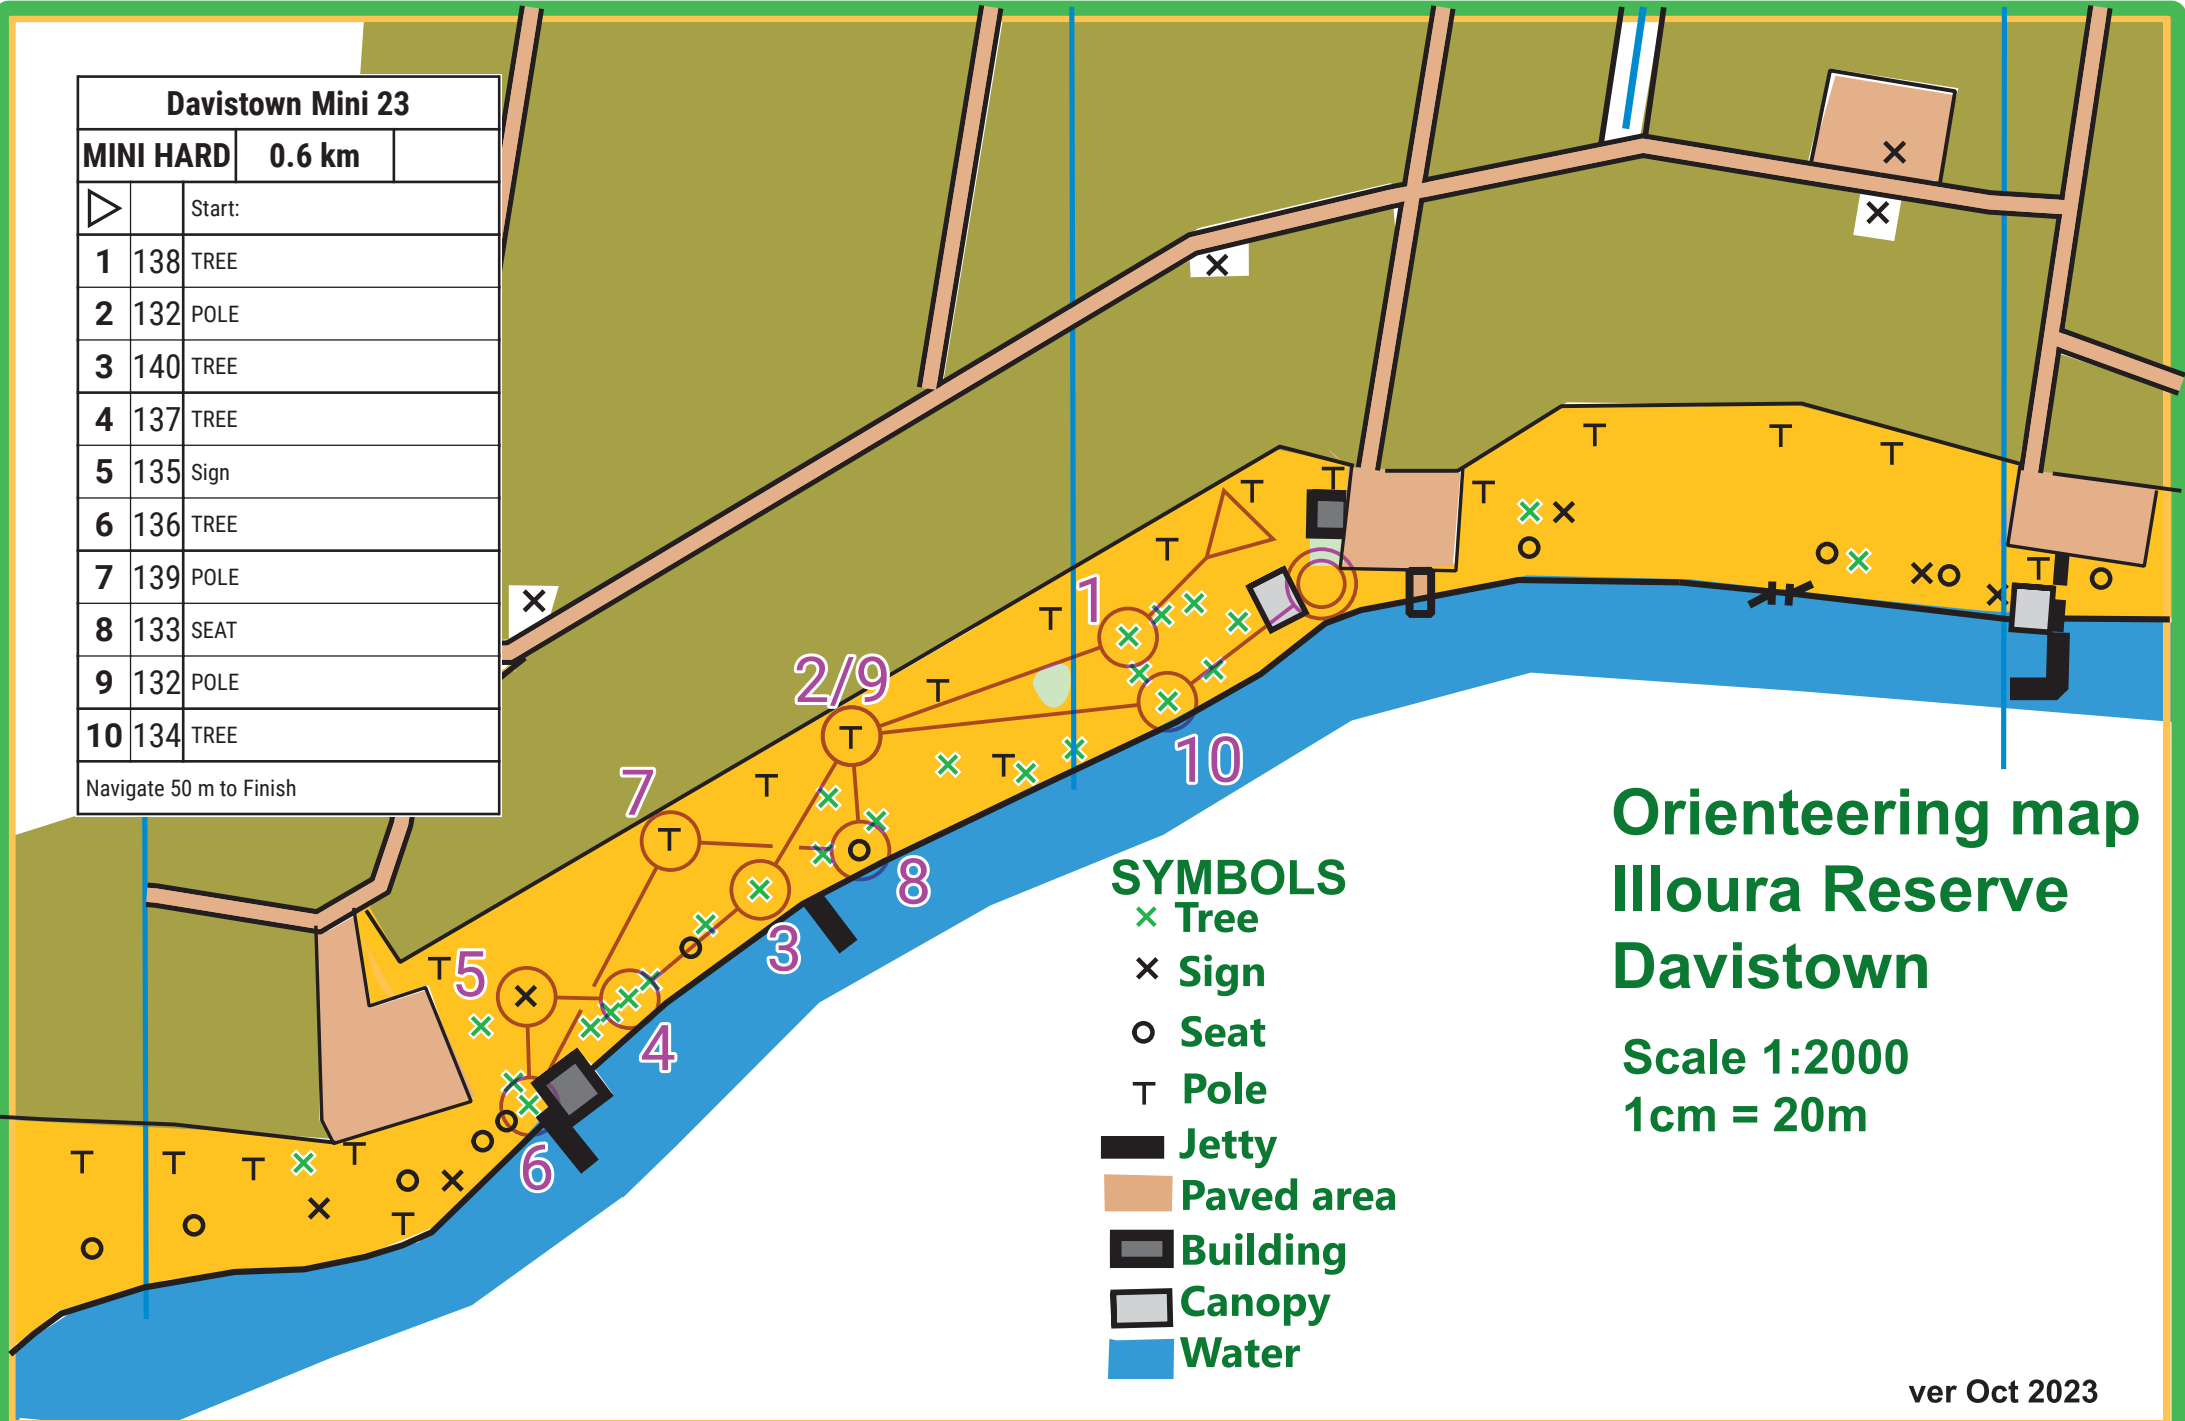 Davistown Mini 23
MINI HARD 0.6 km
Start:
1 138 TREE
2 132 POLE
3 140 TREE
4 137 TREE
5 135 Sign
6 136 TREE
7 139 POLE
8 133 SEAT
9 132 POLE
10 134 TREE
Navigate 50 m to Finish
1
2/9
10
7
8
3
5
4
6
SYMBOLS
Tree
Sign
Seat
Pole
Jetty
Paved area
Building
Canopy
Water
Orienteering map
Illoura Reserve
Davistown
Scale 1:2000
1cm = 20m
ver Oct 2023